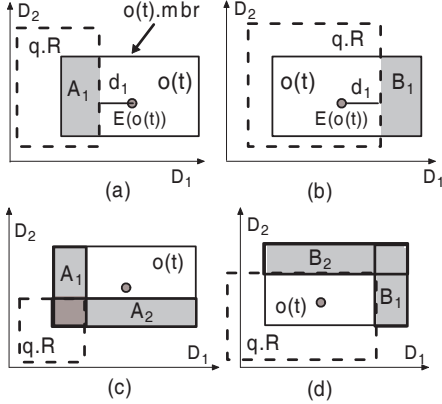 D2 q.R o(t).mbr
A1 d1 o(t)
E(o(t))
D1
(a)
D2 q.R
o(t) d1 B1
E(o(t))
D1
(b)
D2
A1 o(t)
A2
q.R D1
(c)
D2
B2
o(t) B1
q.R D1
(d)